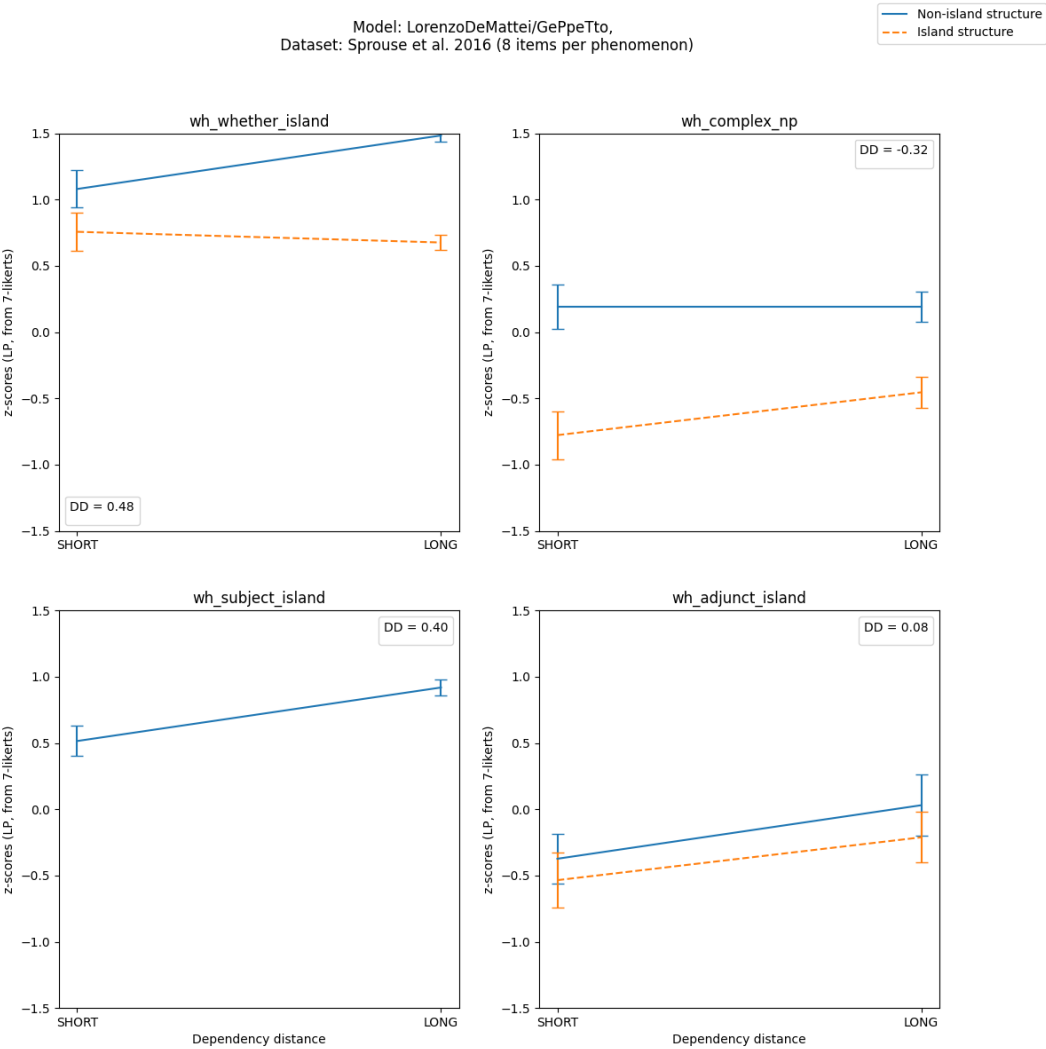 Model: LorenzoDeMattei/GePpeTto,
Dataset: Sprouse et al. 2016 (8 items per phenomenon)
Non-island structure
Island structure
wh_whether_island
1.5
1.0
0.5
0.0
−0.5
−1.0
−1.5
z-scores (LP, from 7-likerts)
DD = 0.48
SHORT
LONG
wh_complex_np
1.5
1.0
0.5
0.0
−0.5
−1.0
−1.5
z-scores (LP, from 7-likerts)
DD = -0.32
SHORT
LONG
wh_subject_island
1.5
1.0
0.5
0.0
−0.5
−1.0
−1.5
z-scores (LP, from 7-likerts)
DD = 0.40
SHORT
LONG
Dependency distance
wh_adjunct_island
1.5
1.0
0.5
0.0
−0.5
−1.0
−1.5
z-scores (LP, from 7-likerts)
DD = 0.08
SHORT
LONG
Dependency distance